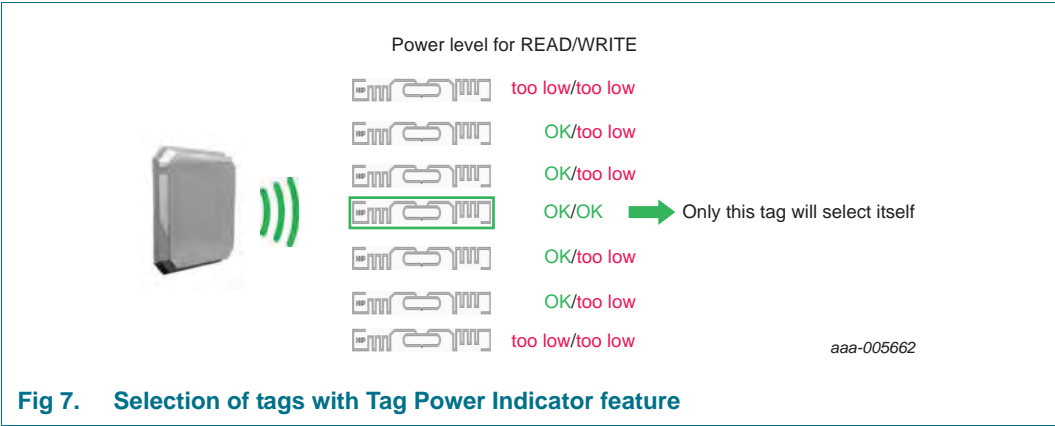 Power level for READ/WRITE
too low/too low
OK/too low
OK/too low
OK/OK Only this tag will select itself
OK/too low
OK/too low
too low/too low
aaa-005662
Fig 7. Selection of tags with Tag Power Indicator feature